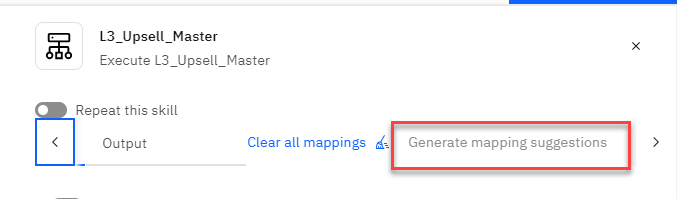 L3_Upsell_Master
Execute L3_Upsell_Master
Repeat this skill
Output Clear all mappings Generate mapping suggestions